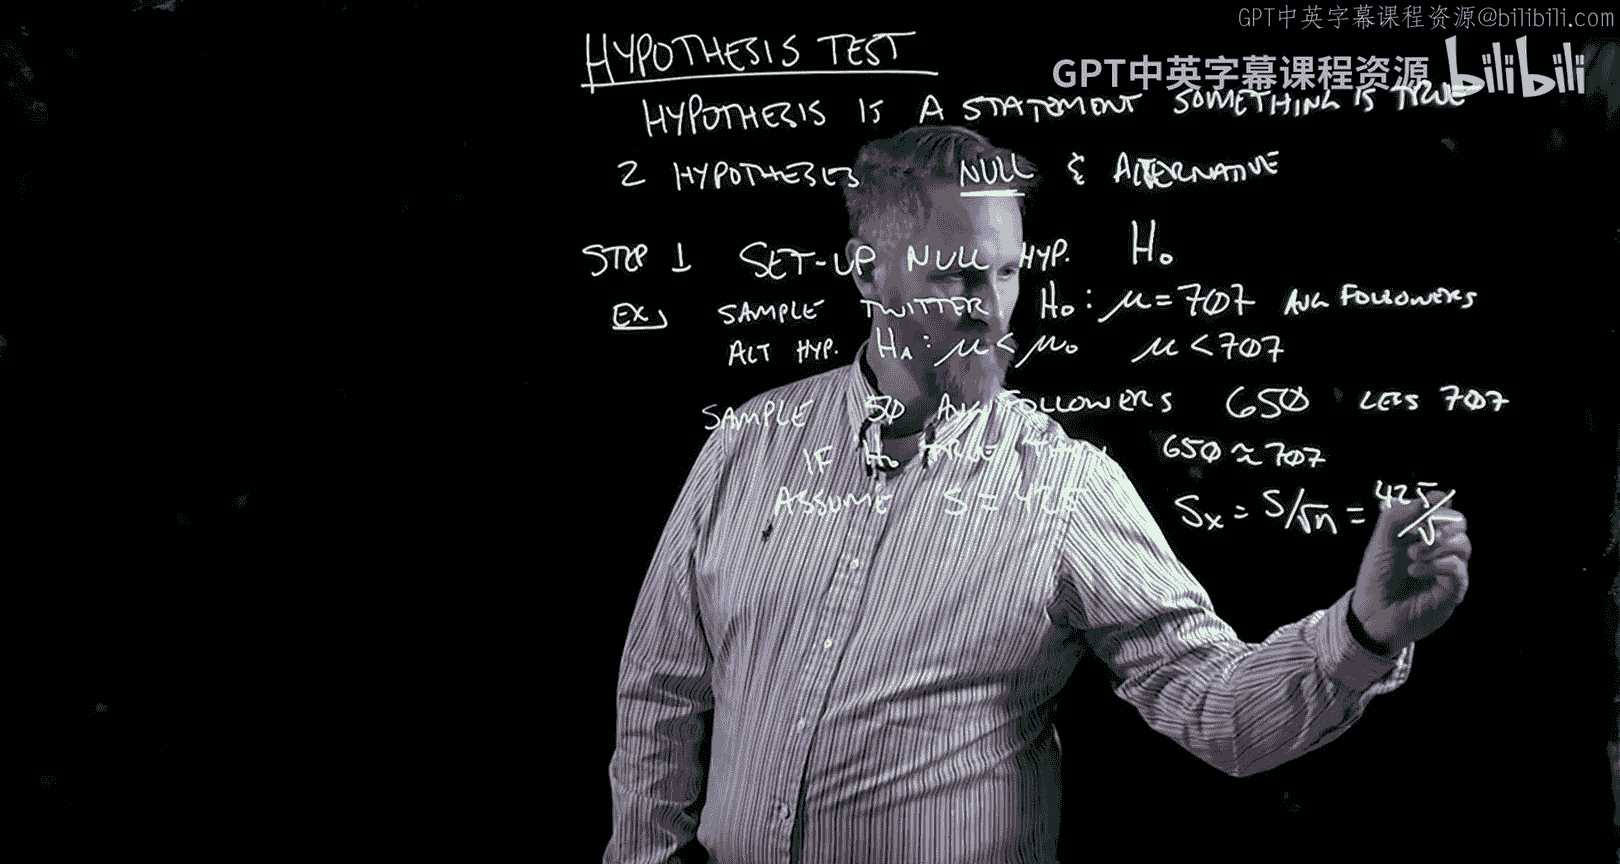 GPT中英字幕课程资源@bilibili.com
GPT中英字幕课程资源 bilibili
HYPOTHESIS TEST
HYPOTHESIS IS A STATEMENT SOMETHING IS TRUE
2 HYPOTHESES NULL & ALTERNATIVE
STEP 1 SET-UP NULL HYP. H₀
EX, SAMPLE TWITTER, H₀: μ = 707 AVG FOLLOWERS
ALT HYP. Hₐ: μ < μ₀ μ < 707
SAMPLE 50 AVG FOLLOWERS 650 LESS 707
IF H₀ TRUE THEN 650 ≈ 707
ASSUME S = 425 Sx = S/√n = 425/√